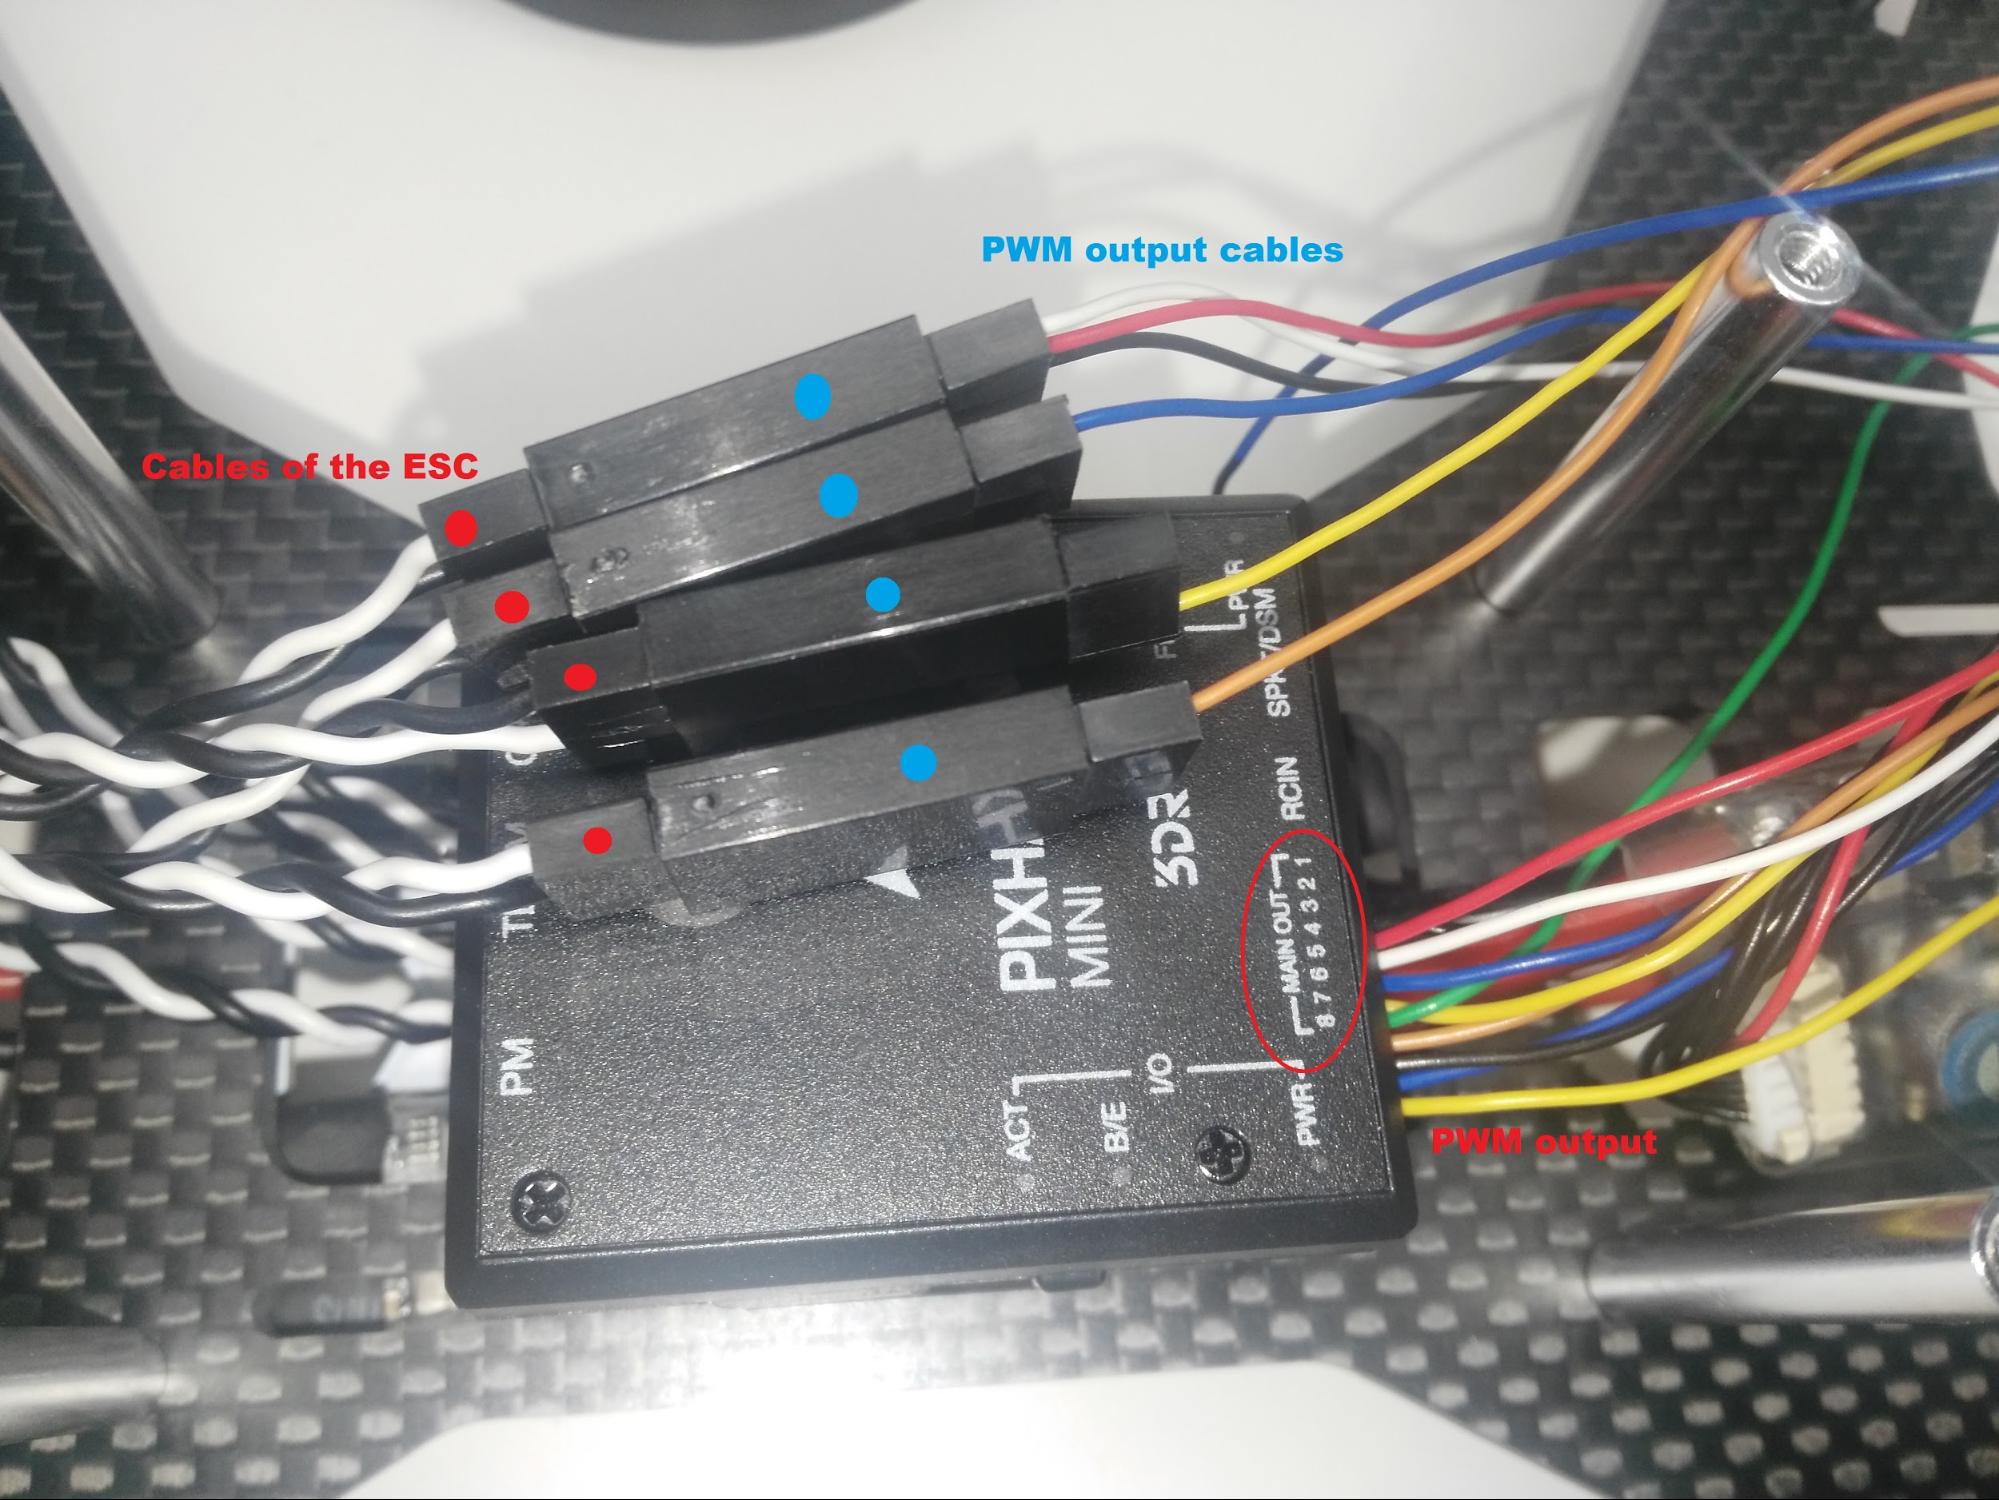 PWM output cables
Cables of the ESC
PWR
SPKT/DSM
RCIN
MAIN OUT
8 7 6 5 4 3 2 1
PWR
3DR
MINI
I/O
B/E
ACT
PM
PWM output